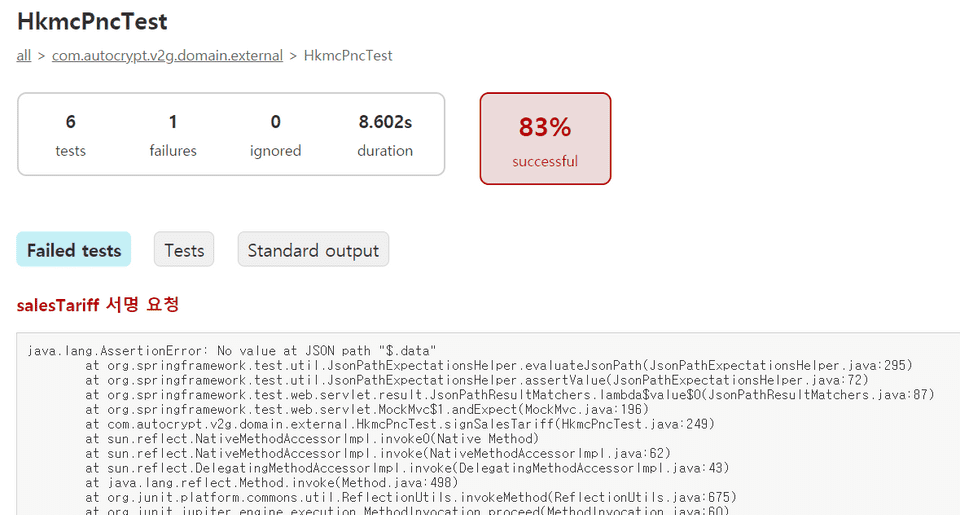 HkmcPncTest
all > com.autocrypt.v2g.domain.external > HkmcPncTest
6 1 0 8.602s
tests failures ignored duration
83%
successful
Failed tests Tests Standard output
salesTariff 서명 요청
java.lang.AssertionError: No value at JSON path "$.data"
at org.springframework.test.util.JsonPathExpectationsHelper.evaluateJsonPath(JsonPathExpectationsHelper.java:295)
at org.springframework.test.util.JsonPathExpectationsHelper.assertValue(JsonPathExpectationsHelper.java:72)
at org.springframework.test.web.servlet.result.JsonPathResultMatchers.lambda$value$0(JsonPathResultMatchers.java:87)
at org.springframework.test.web.servlet.MockMvc$1.andExpect(MockMvc.java:196)
at com.autocrypt.v2g.domain.external.HkmcPncTest.signSalesTariff(HkmcPncTest.java:249)
at sun.reflect.NativeMethodAccessorImpl.invoke0(Native Method)
at sun.reflect.NativeMethodAccessorImpl.invoke(NativeMethodAccessorImpl.java:62)
at sun.reflect.DelegatingMethodAccessorImpl.invoke(DelegatingMethodAccessorImpl.java:43)
at java.lang.reflect.Method.invoke(Method.java:498)
at org.junit.platform.commons.util.ReflectionUtils.invokeMethod(ReflectionUtils.java:675)
at org.junit.jupiter.engine.execution.MethodInvocation.proceed(MethodInvocation.java:60)